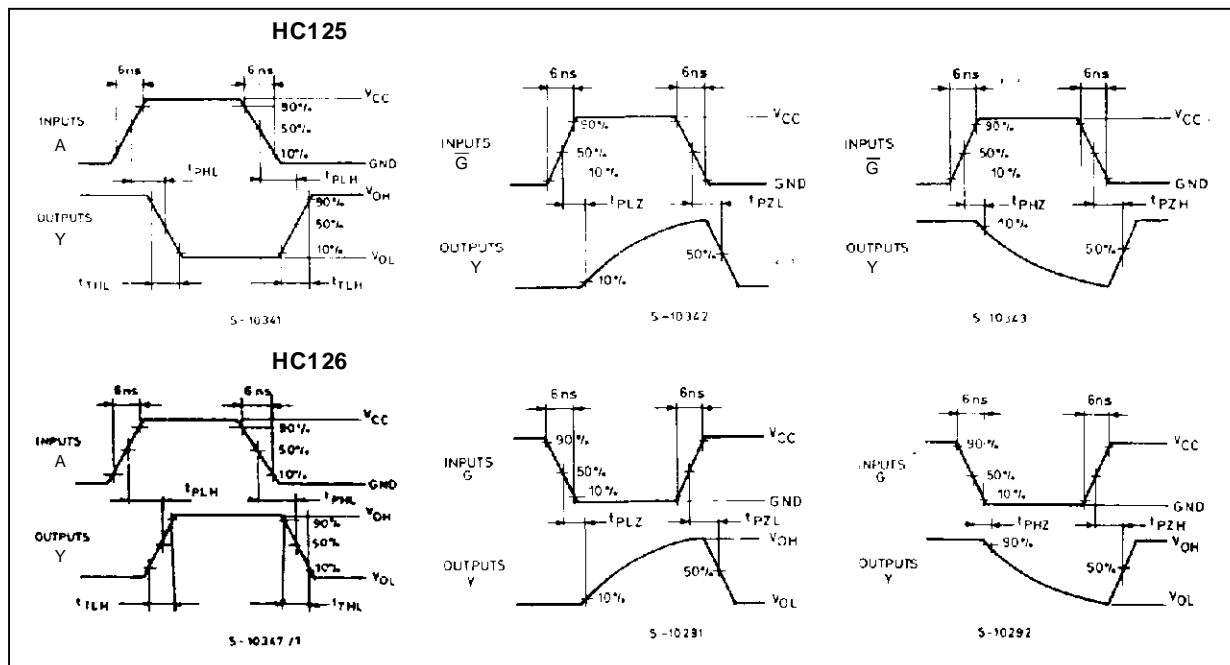 HC125
6ns
6ns
VCC
90%
50%
10%
GND
INPUTS
A
tPHL
tPLH
VOH
90%
50%
10%
VOL
OUTPUTS
Y
tTHL
tTLH
S-10341
6ns
6ns
VCC
90%
50%
10%
GND
INPUTS
G
tPLZ
tPZL
OUTPUTS
Y
50%
10%
S-10342
6ns
6ns
VCC
90%
50%
10%
GND
INPUTS
G
tPHZ
tPZH
OUTPUTS
Y
50%
S-10343
HC126
6ns
6ns
VCC
90%
50%
10%
GND
INPUTS
A
tPLH
tPHL
VOH
90%
50%
10%
VOL
OUTPUTS
Y
tTLH
tTHL
S-10347/1
6ns
6ns
VCC
90%
50%
10%
GND
INPUTS
G
tPLZ
tPZL
VOH
OUTPUTS
Y
50%
10%
VOL
S-10291
6ns
6ns
VCC
90%
50%
10%
GND
INPUTS
G
tPHZ
tPZH
90%
VOH
OUTPUTS
Y
50%
VOL
S-10292